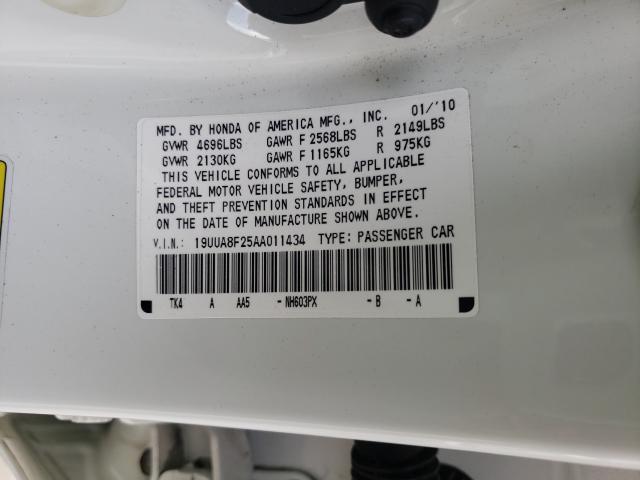 MFD. BY HONDA OF AMERICA MFG., INC. 01/'10
GVWR 4696LBS GAWR F 2568LBS R 2149LBS
GVWR 2130KG GAWR F 1165KG R 975KG
THIS VEHICLE CONFORMS TO ALL APPLICABLE
FEDERAL MOTOR VEHICLE SAFETY, BUMPER,
AND THEFT PREVENTION STANDARDS IN EFFECT
ON THE DATE OF MANUFACTURE SHOWN ABOVE.
V.I.N.: 19UUA8F25AA011434 TYPE: PASSENGER CAR
TK4 A AA5 -NH603PX -B -A